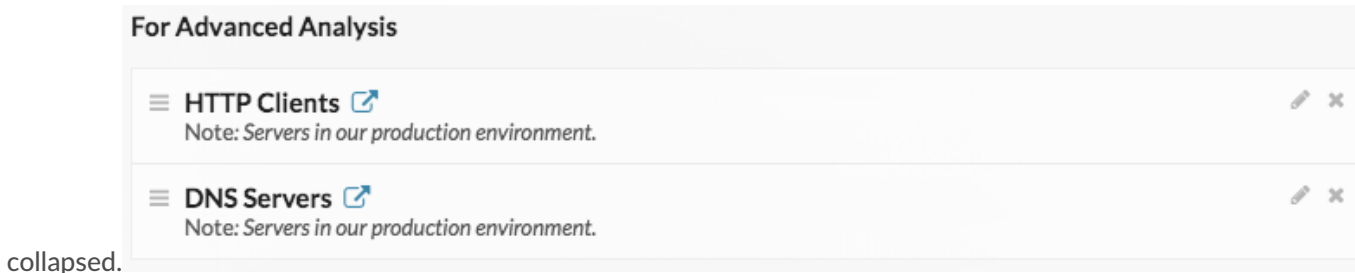 For Advanced Analysis
HTTP Clients
Note: Servers in our production environment.
DNS Servers
Note: Servers in our production environment.
collapsed.